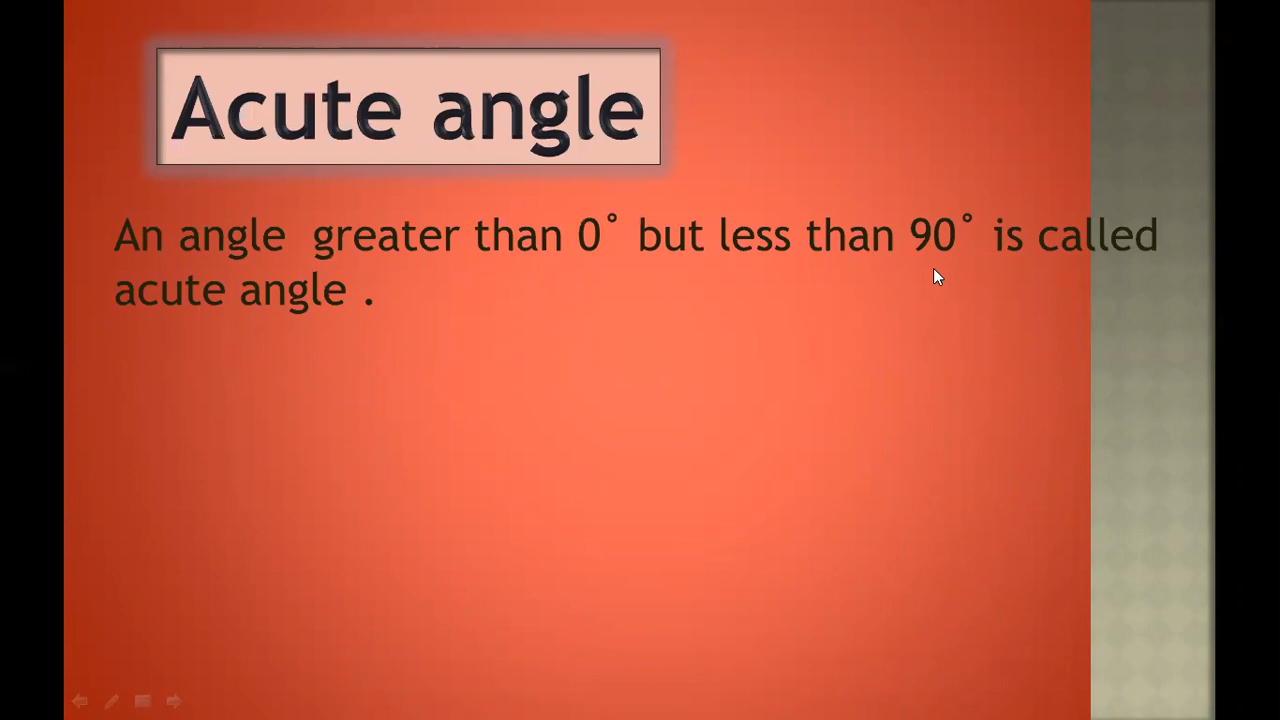 Acute angle
An angle  greater than 0˚ but less than 90˚ is called
acute angle .